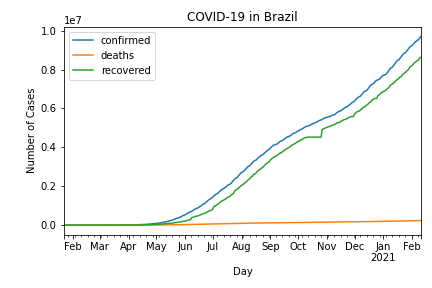 COVID-19 in Brazil
1e7
confirmed
deaths
recovered
1.0
0.8
0.6
0.4
0.2
0.0
Number of Cases
Feb Mar Apr May Jun Jul Aug Sep Oct Nov Dec Jan Feb
2021
Day